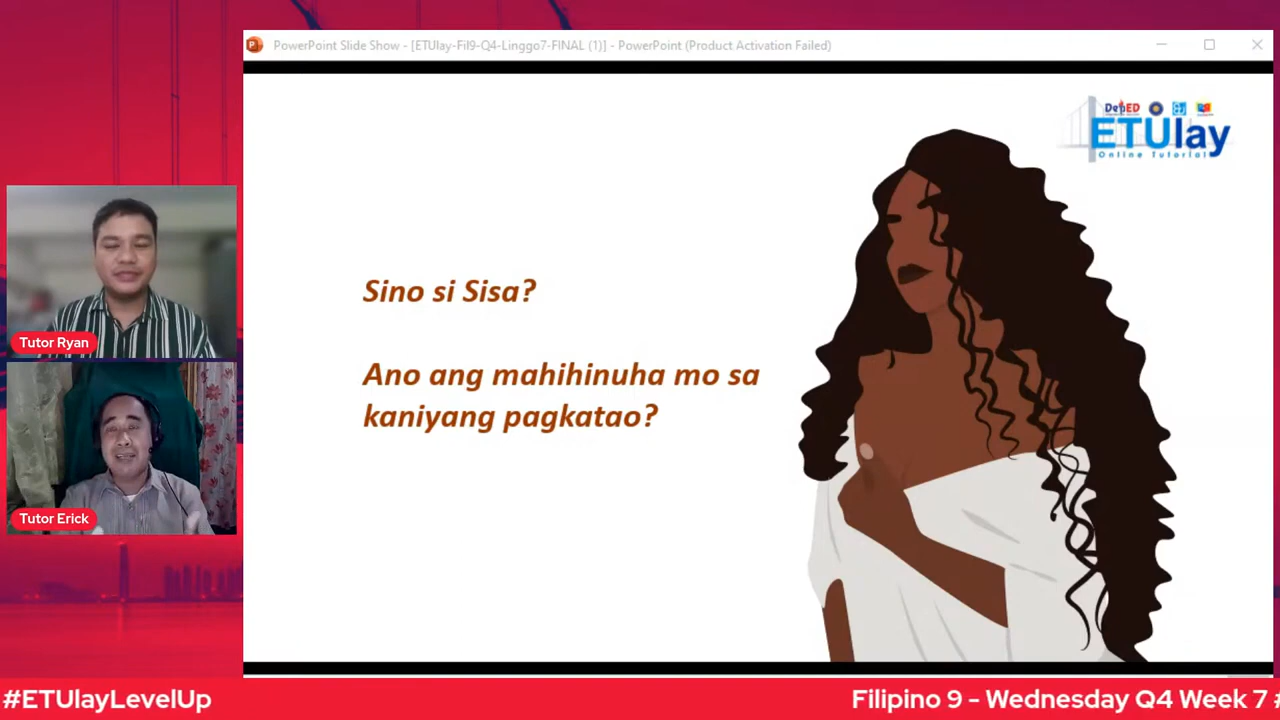 PowerPoint Slide Show - [ETUlay-Fil9-Q4-Linggo7-FINAL (1)] - PowerPoint (Product Activation Failed)
DepED
ETUlay
Online Tutorial
Sino si Sisa?
Ano ang mahihinuha mo sa
kaniyang pagkatao?
Tutor Ryan
Tutor Erick
#ETUlayLevelUp
Filipino 9 - Wednesday Q4 Week 7 #